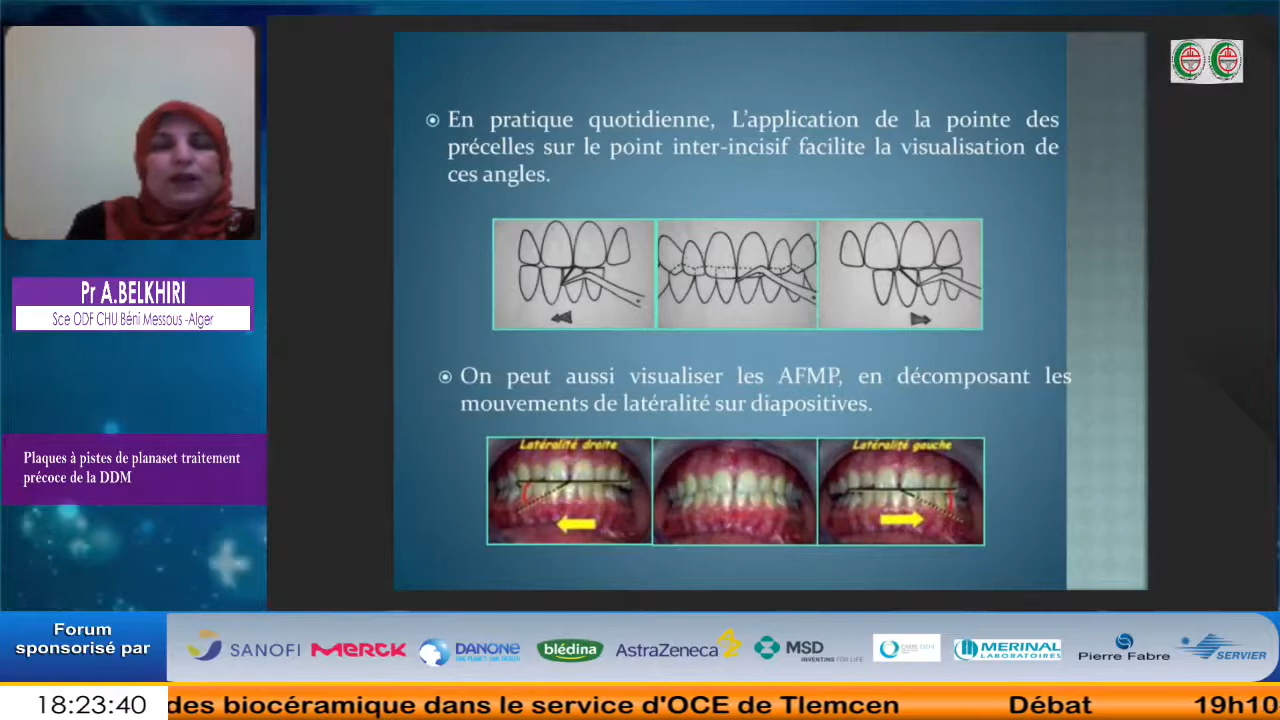 Pr A.BELKHIRI
Sce ODF CHU Béni Messous -Alger
Plaques à pistes de planaset traitement
précoce de la DDM
En pratique quotidienne, L'application de la pointe des
précelles sur le point inter-incisif facilite la visualisation de
ces angles.
On peut aussi visualiser les AFMP, en décomposant les
mouvements de latéralité sur diapositives.
Latéralité droite
Latéralité gauche
Forum
sponsorisé par
SANOFI
MERCK
DANONE
ONE PLANET. ONE HEALTH
blédina
AstraZeneca
MSD
INVENTING FOR LIFE
MERINAL
LABORATOIRES
Pierre Fabre
SERVIER
18:23:40
des biocéramique dans le service d'OCE de Tlemcen Débat 19h10